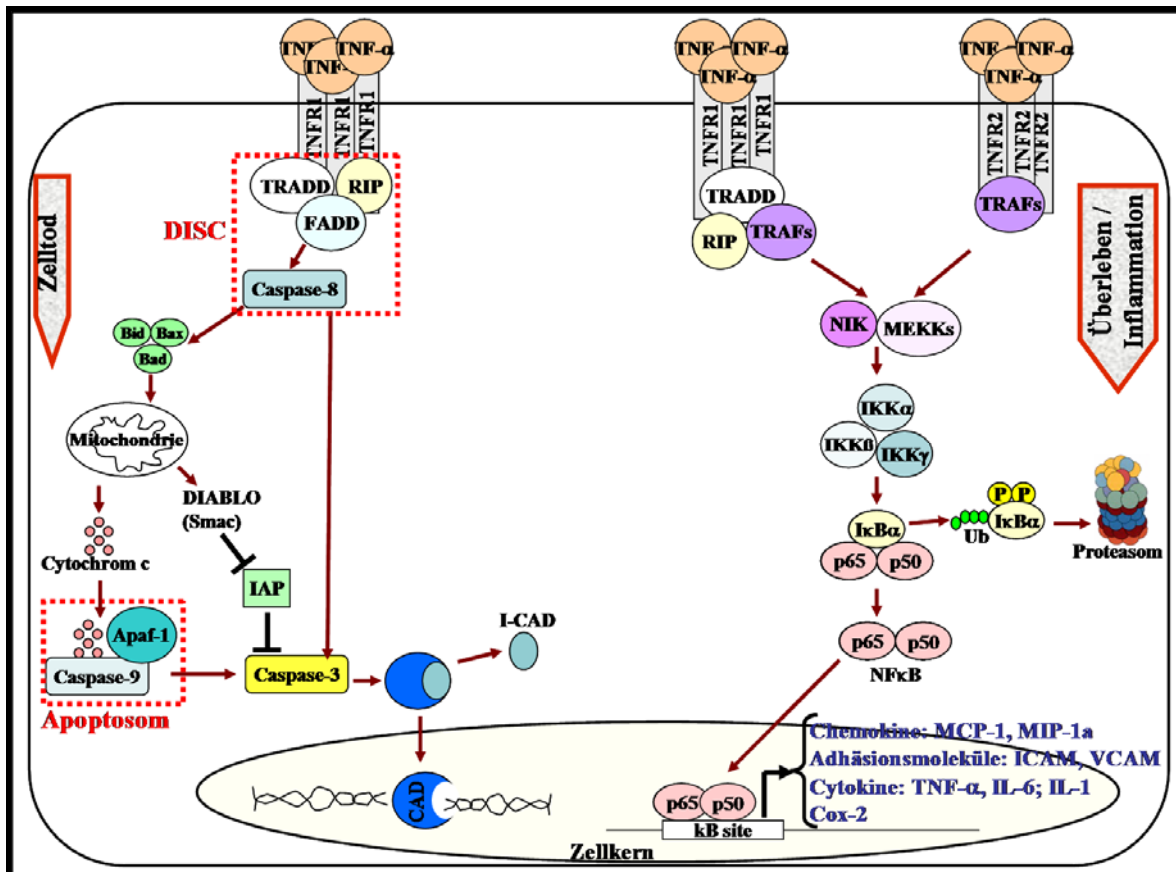 TNF-α
TNF-α
TNF-α
TNFR1
TNFR1
TNFR1
TRADD
RIP
FADD
DISC
Caspase-8
Zelltod
Bid
Bax
Bad
Mitochondrje
DIABLO
(Smac)
Cytochrom c
IAP
Apaf-1
Caspase-9
Apoptosom
Caspase-3
I-CAD
CAD
TNF-α
TNF-α
TNF-α
TNFR1
TNFR1
TNFR1
TRADD
RIP
TRAFs
TNF-α
TNF-α
TNF-α
TNFR2
TNFR2
TNFR2
TRAFs
Überleben /
Inflammation
NIK
MEKKs
IKKα
IKKß
IKKγ
IκBα
p65
p50
P
P
IκBα
Ub
Proteasom
p65
p50
NFκB
Chemokine: MCP-1, MIP-1a
Adhäsionsmoleküle: ICAM, VCAM
Cytokine: TNF-α, IL-6; IL-1
Cox-2
p65
p50
kB site
Zellkern